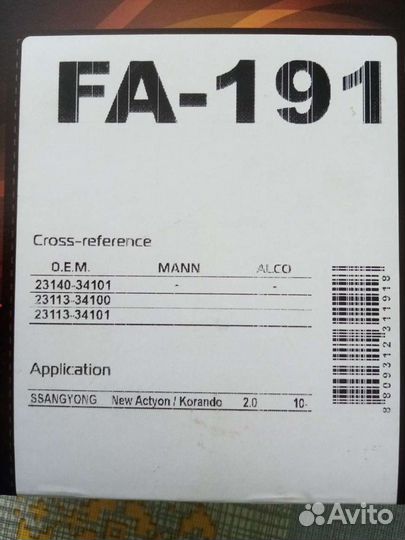 FA-191
Cross-reference
O.E.M. MANN ALCO
23140-34101 - -
23113-34100
23113-34101
Application
SSANGYONG New Actyon / Korando 2.0 10-
8809312311918
Avito